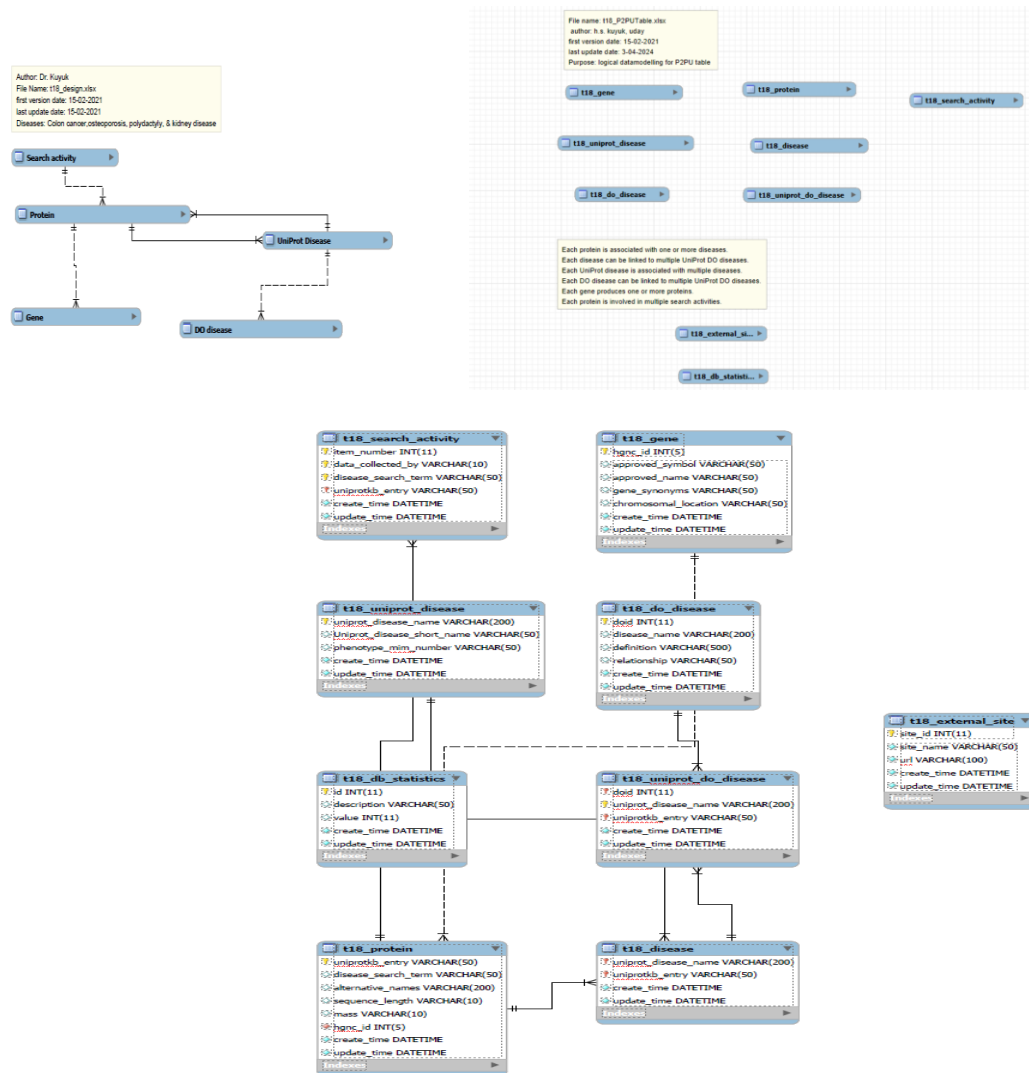 Author: Dr. Kuyuk
File Name: t18_design.xlsx
first version date: 15-02-2021
last update date: 15-02-2021
Diseases: Colon cancer,osteoporosis, polydactyly, & kidney disease
Search activity
Protein
UniProt Disease
Gene
DO disease
File name: t18_P2PUTable.xlsx
author: h.s. kuyuk, uday
first version date: 15-02-2021
last update date: 3-04-2024
Purpose: logical datamodelling for P2PU table
t18_gene
t18_protein
t18_search_activity
t18_uniprot_disease
t18_disease
t18_do_disease
t18_uniprot_do_disease
Each protein is associated with one or more diseases.
Each disease can be linked to multiple UniProt DO diseases.
Each UniProt disease is associated with multiple diseases.
Each DO disease can be linked to multiple UniProt DO diseases.
Each gene produces one or more proteins.
Each protein is involved in multiple search activities.
t18_external_si...
t18_db_statisti...
t18_search_activity
item_number INT(11)
data_collected_by VARCHAR(10)
disease_search_term VARCHAR(50)
uniprotkb_entry VARCHAR(50)
create_time DATETIME
update_time DATETIME
Indexes
t18_gene
hgnc_id INT(5)
approved_symbol VARCHAR(50)
approved_name VARCHAR(50)
gene_synonyms VARCHAR(50)
chromosomal_location VARCHAR(50)
create_time DATETIME
update_time DATETIME
Indexes
t18_uniprot_disease
uniprot_disease_name VARCHAR(200)
Uniprot_disease_short_name VARCHAR(50)
phenotype_mim_number VARCHAR(50)
create_time DATETIME
update_time DATETIME
Indexes
t18_do_disease
doid INT(11)
disease_name VARCHAR(200)
definition VARCHAR(500)
relationship VARCHAR(50)
create_time DATETIME
update_time DATETIME
Indexes
t18_external_site
site_id INT(11)
site_name VARCHAR(50)
url VARCHAR(100)
create_time DATETIME
update_time DATETIME
Indexes
t18_db_statistics
id INT(11)
description VARCHAR(50)
value INT(11)
create_time DATETIME
update_time DATETIME
Indexes
t18_uniprot_do_disease
doid INT(11)
uniprot_disease_name VARCHAR(200)
uniprotkb_entry VARCHAR(50)
create_time DATETIME
update_time DATETIME
Indexes
t18_protein
uniprotkb_entry VARCHAR(50)
disease_search_term VARCHAR(50)
alternative_names VARCHAR(200)
sequence_length VARCHAR(10)
mass VARCHAR(10)
hgnc_id INT(5)
create_time DATETIME
update_time DATETIME
Indexes
t18_disease
uniprot_disease_name VARCHAR(200)
uniprotkb_entry VARCHAR(50)
create_time DATETIME
update_time DATETIME
Indexes